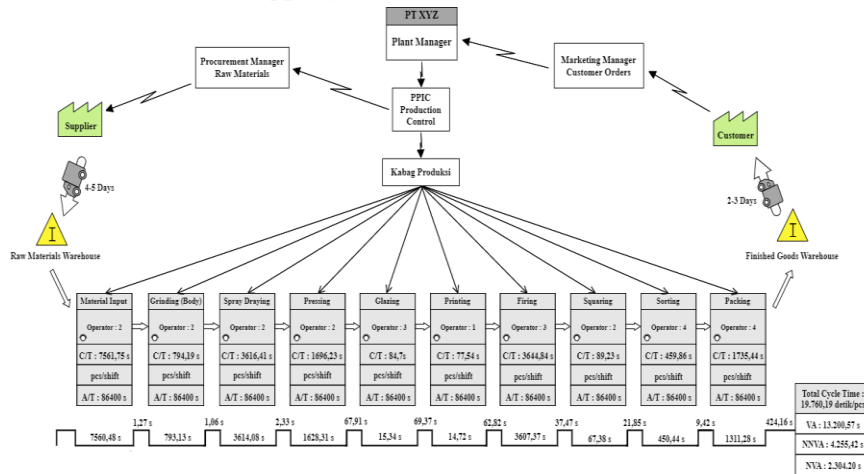 PT XYZ
Plant Manager
Procurement Manager
Raw Materials
Marketing Manager
Customer Orders
PPIC
Production
Control
Supplier
Customer
Kabag Produksi
4-5 Days
2-3 Days
I
I
Raw Materials Warehouse
Finished Goods Warehouse
Material Input
Operator : 2
C/T : 7561,75 s
pcs/shift
A/T : 86400 s
Grinding (Body)
Operator : 2
C/T : 794,19 s
pcs/shift
A/T : 86400 s
Spray Draying
Operator : 2
C/T : 3616,41 s
pcs/shift
A/T : 86400 s
Pressing
Operator : 2
C/T : 1696,23 s
pcs/shift
A/T : 86400 s
Glazing
Operator : 3
C/T : 84,7s
pcs/shift
A/T : 86400 s
Printing
Operator : 1
C/T : 77,54 s
pcs/shift
A/T : 86400 s
Firing
Operator : 3
C/T : 3644,84 s
pcs/shift
A/T : 86400 s
Squaring
Operator : 2
C/T : 89,23 s
pcs/shift
A/T : 86400 s
Sorting
Operator : 4
C/T : 459,86 s
pcs/shift
A/T : 86400 s
Packing
Operator : 4
C/T : 1735,44 s
pcs/shift
A/T : 86400 s
1,27 s
1,06 s
2,33 s
67,91 s
69,37 s
62,82 s
37,47 s
21,85 s
9,42 s
424,16 s
7560,48 s
793,13 s
3614,08 s
1628,31 s
15,34 s
14,72 s
3607,37 s
67,38 s
450,44 s
1311,28 s
Total Cycle Time :
19.760,19 detik/pcs
VA : 13.200,57 s
NNVA : 4.255,42 s
NVA : 2.304,20 s